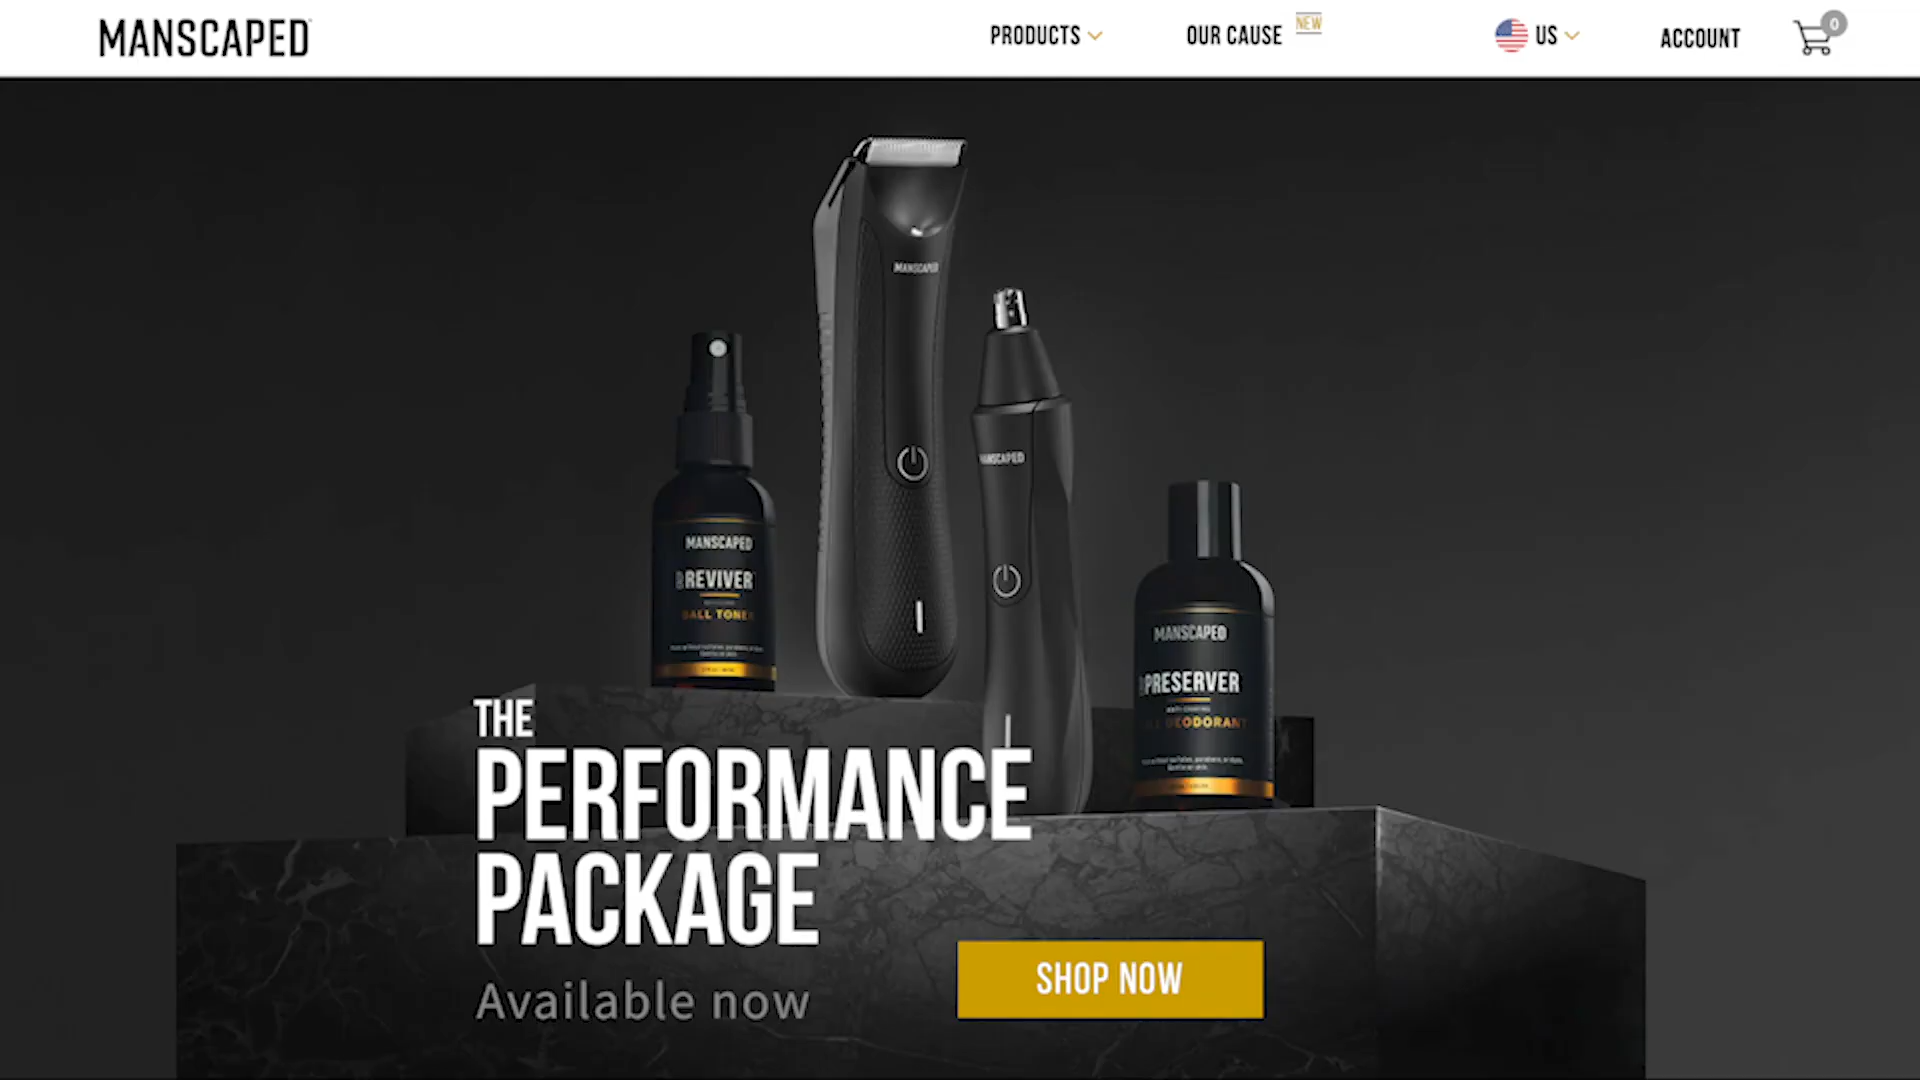 MANSCAPED
PRODUCTS
OUR CAUSE
NEW
US
ACCOUNT
0
MANSCAPED
MANSCAPED
MANSCAPED
REVIVER
BALL TONER
MANSCAPED
PRESERVER
DEODORANT
THE
PERFORMANCE
PACKAGE
Available now
SHOP NOW